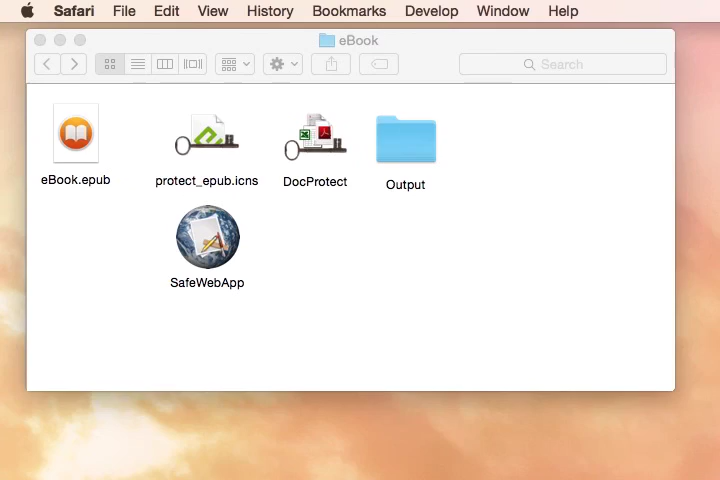 Safari File Edit View History Bookmarks Develop Window Help
eBook
Search
eBook.epub protect_epub.icns DocProtect Output
SafeWebApp